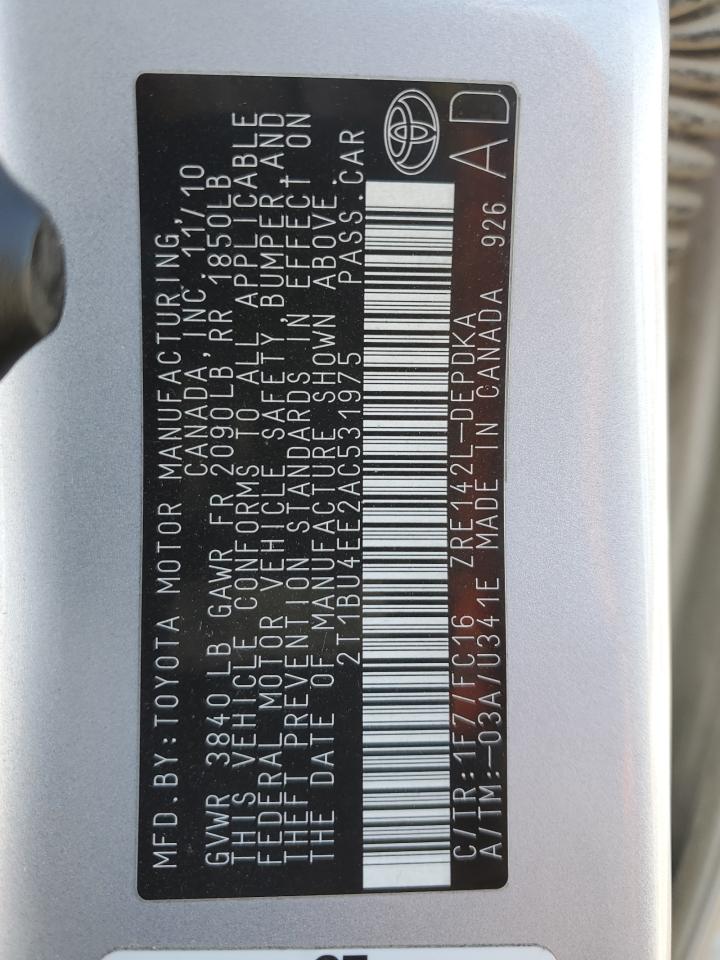 MFD.BY:TOYOTA MOTOR MANUFACTURING,
CANADA,INC. 11/10
GVWR 3840 LB GAWR FR 2090LB, RR 1850LB
THIS VEHICLE CONFORMS TO ALL APPLICABLE
FEDERAL MOTOR VEHICLE SAFETY, BUMPER, AND
THEFT PREVENTION STANDARDS IN EFFECT ON
THE DATE OF MANUFACTURE SHOWN ABOVE.
2T1BU4EE2AC531975 PASS.CAR
C/TR:1F7/FC16 ZRE142L-DEPDKA
A/TM:-03A/U341E MADE IN CANADA 926 AD